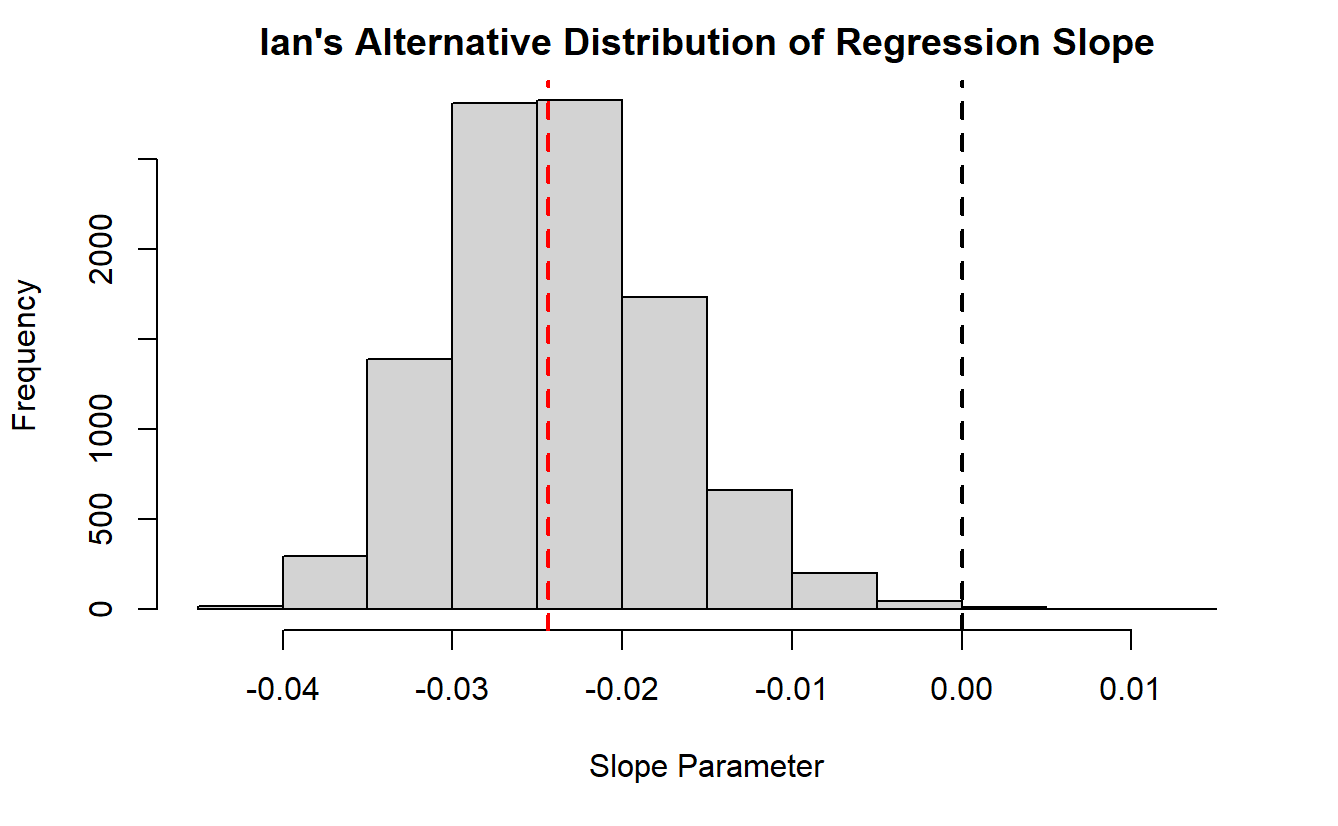 Ian's Alternative Distribution of Regression Slope
Frequency
2000
1000
500
0
-0.04 -0.03 -0.02 -0.01 0.00 0.01
Slope Parameter